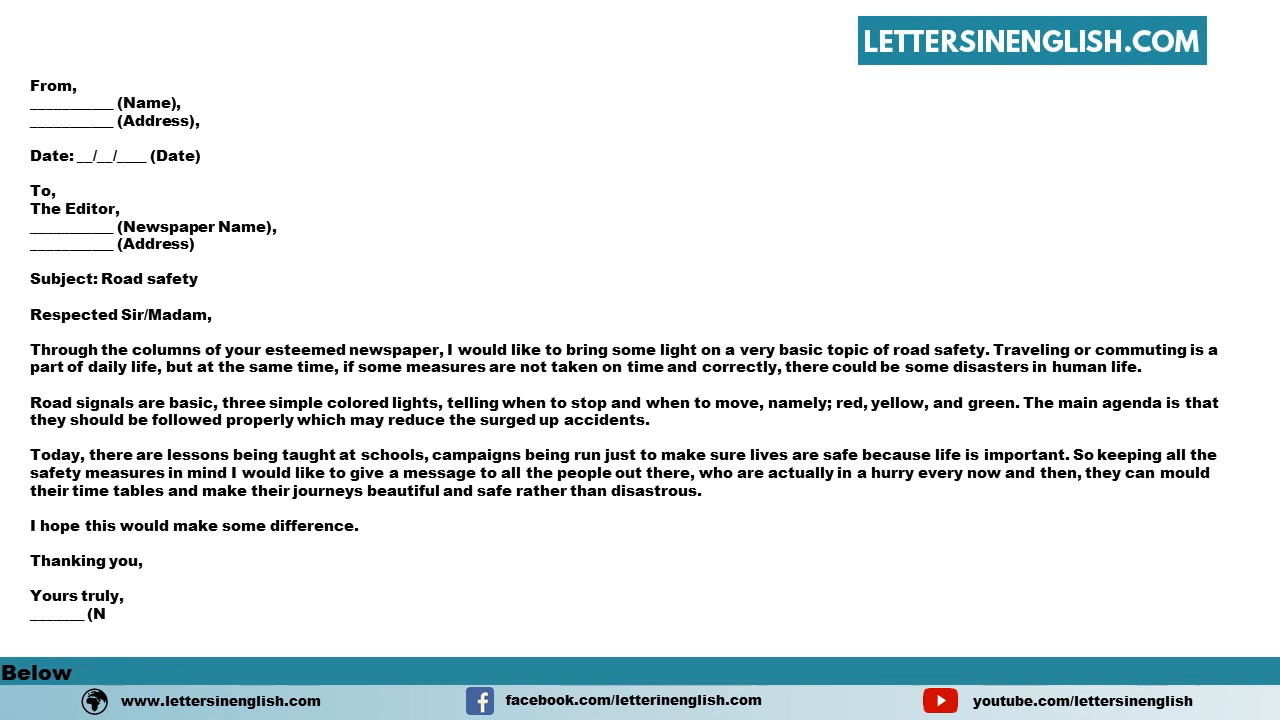 LETTERSINENGLISH.COM
From,
___________ (Name),
___________ (Address),
Date: __/__/____ (Date)
To,
The Editor,
___________ (Newspaper Name),
___________ (Address)
Subject: Road safety
Respected Sir/Madam,
Through the columns of your esteemed newspaper, I would like to bring some light on a very basic topic of road safety. Traveling or commuting is a
part of daily life, but at the same time, if some measures are not taken on time and correctly, there could be some disasters in human life.
Road signals are basic, three simple colored lights, telling when to stop and when to move, namely; red, yellow, and green. The main agenda is that
they should be followed properly which may reduce the surged up accidents.
Today, there are lessons being taught at schools, campaigns being run just to make sure lives are safe because life is important. So keeping all the
safety measures in mind I would like to give a message to all the people out there, who are actually in a hurry every now and then, they can mould
their time tables and make their journeys beautiful and safe rather than disastrous.
I hope this would make some difference.
Thanking you,
Yours truly,
_______ (N
Below
www.lettersinenglish.com
facebook.com/letterinenglish.com
youtube.com/lettersinenglish